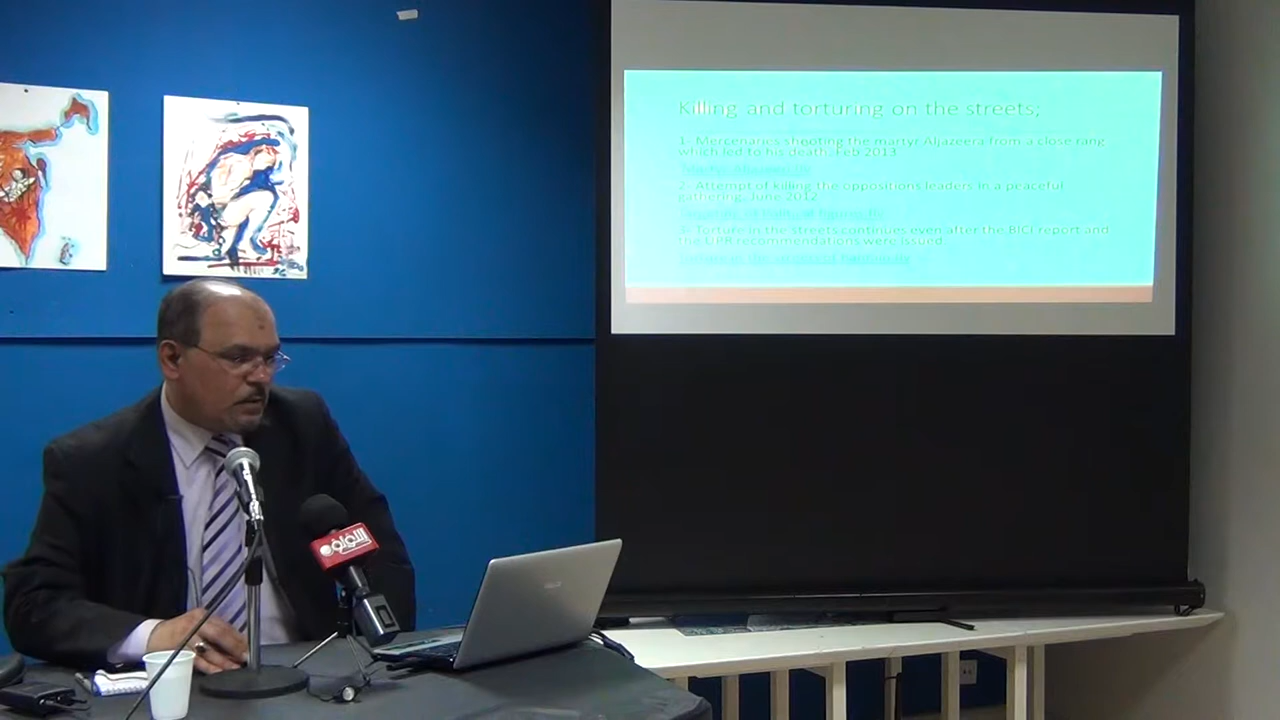 Killing and torturing on the streets;
1- Mercenaries shooting the martyr Aljazeera from a close rang
which led to his death, Feb 2013
2- Attempt of killing the oppositions leaders in a peaceful
gathering, June 2012
3- Torture in the streets continues even after the BICI report and
the UPR recommendations were issued.
اللؤلؤة